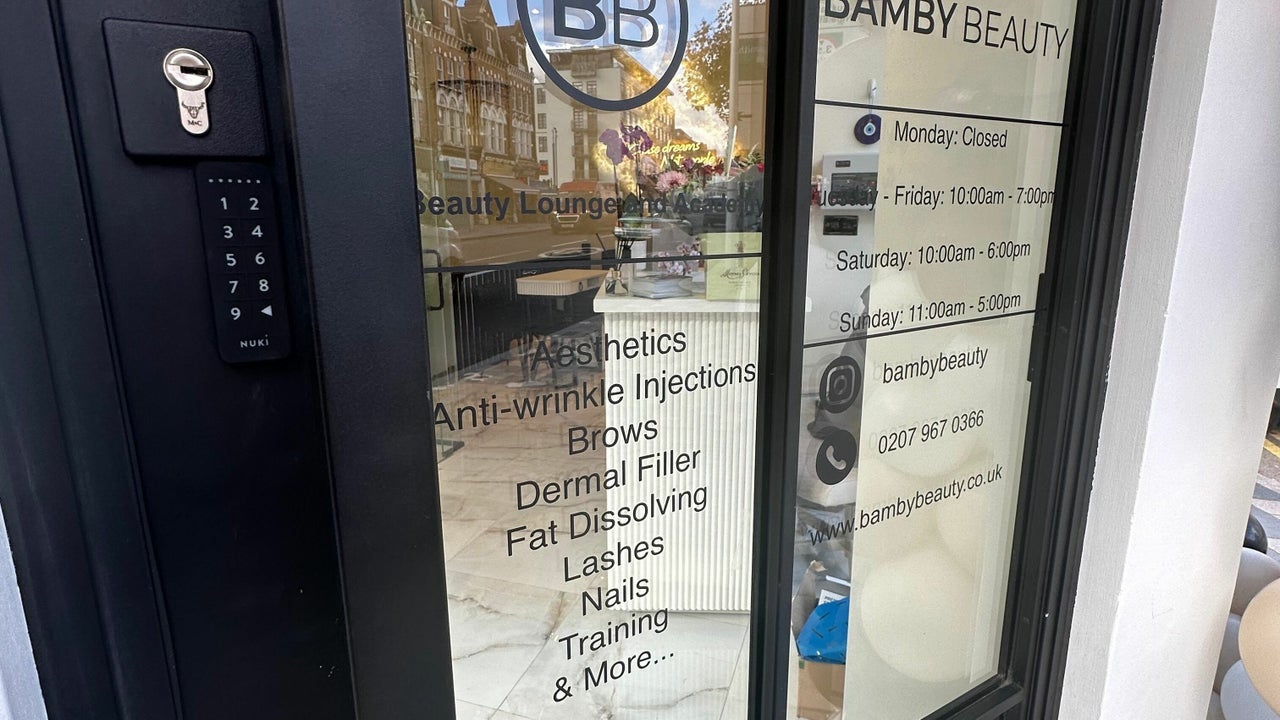 M&C
1 2
3 4
5 6
7 8
9
NUKi
BB
Beauty Lounge and Academy
Aesthetics
Anti-wrinkle Injections
Brows
Dermal Filler
Fat Dissolving
Lashes
Nails
Training
& More...
BAMBY BEAUTY
Monday: Closed
Tuesday - Friday: 10:00am - 7:00pm
Saturday: 10:00am - 6:00pm
Sunday: 11:00am - 5:00pm
bambybeauty
0207 967 0366
www.bambybeauty.co.uk
dreams